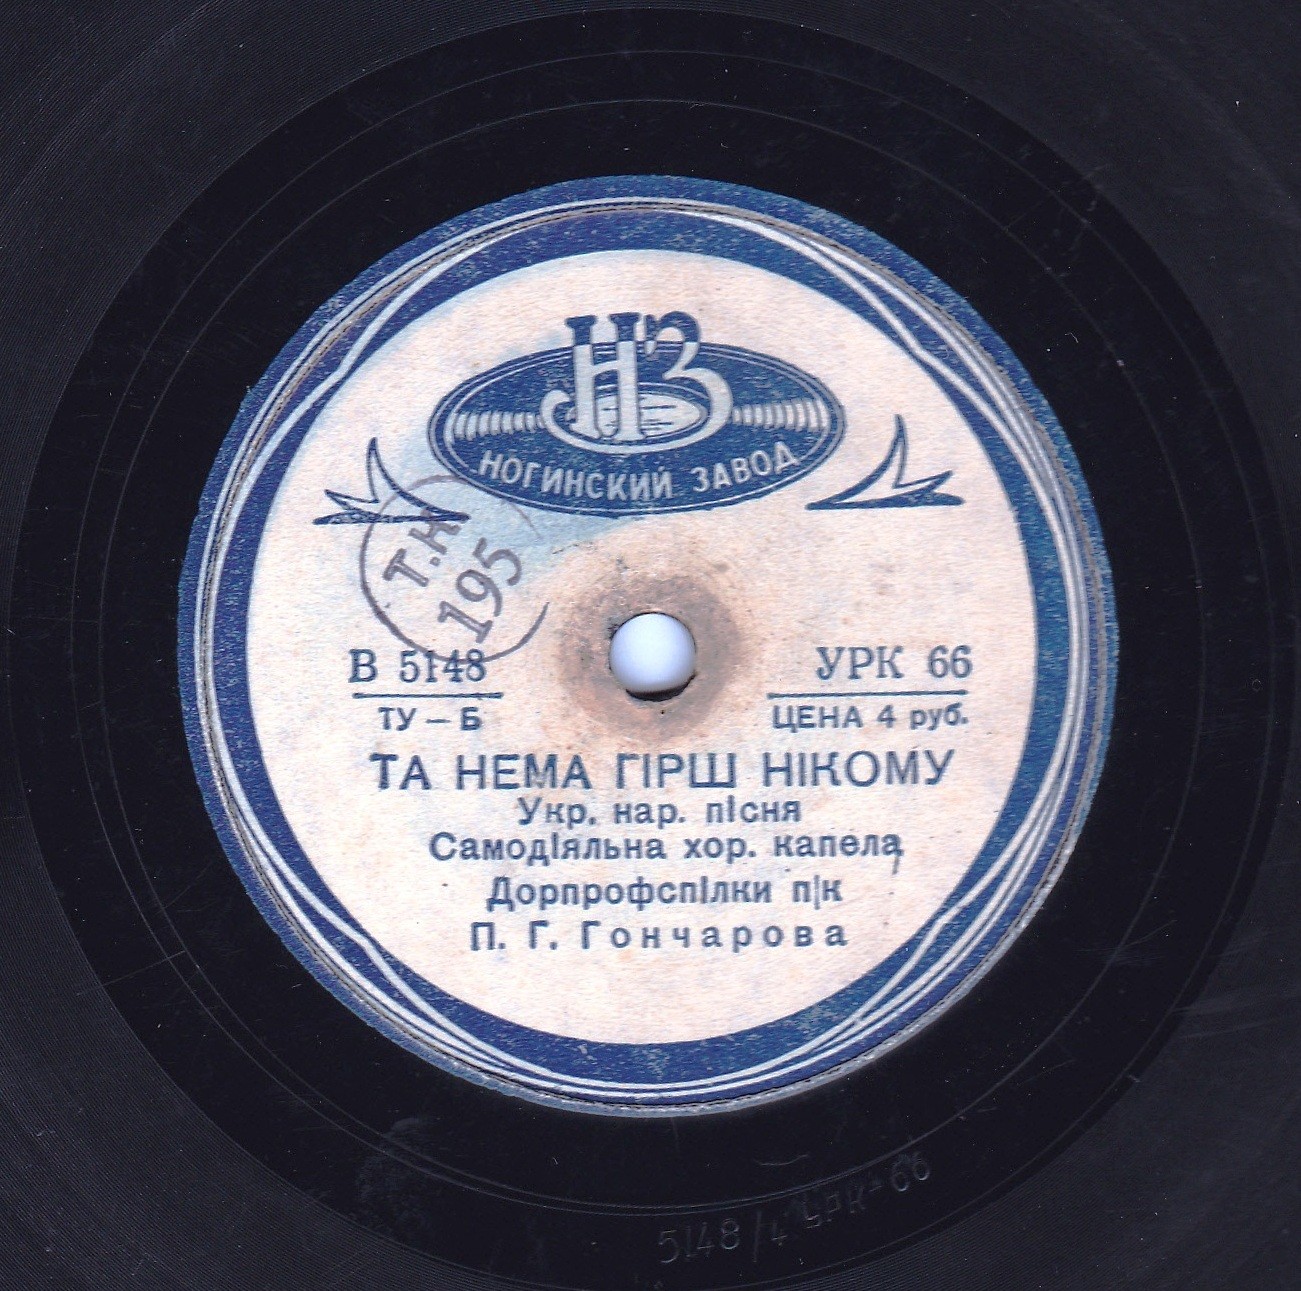 НЗ
НОГИНСКИЙ ЗАВОД
Т.К
195
В 5148
УРК 66
ТУ — Б
ЦЕНА 4 руб.
ТА НЕМА ГІРШ НІКОМУ
Укр. нар. пісня
Самодіяльна хор. капела
Дорпрофспілки п/к
П. Г. Гончарова
5148/4 УРК-66